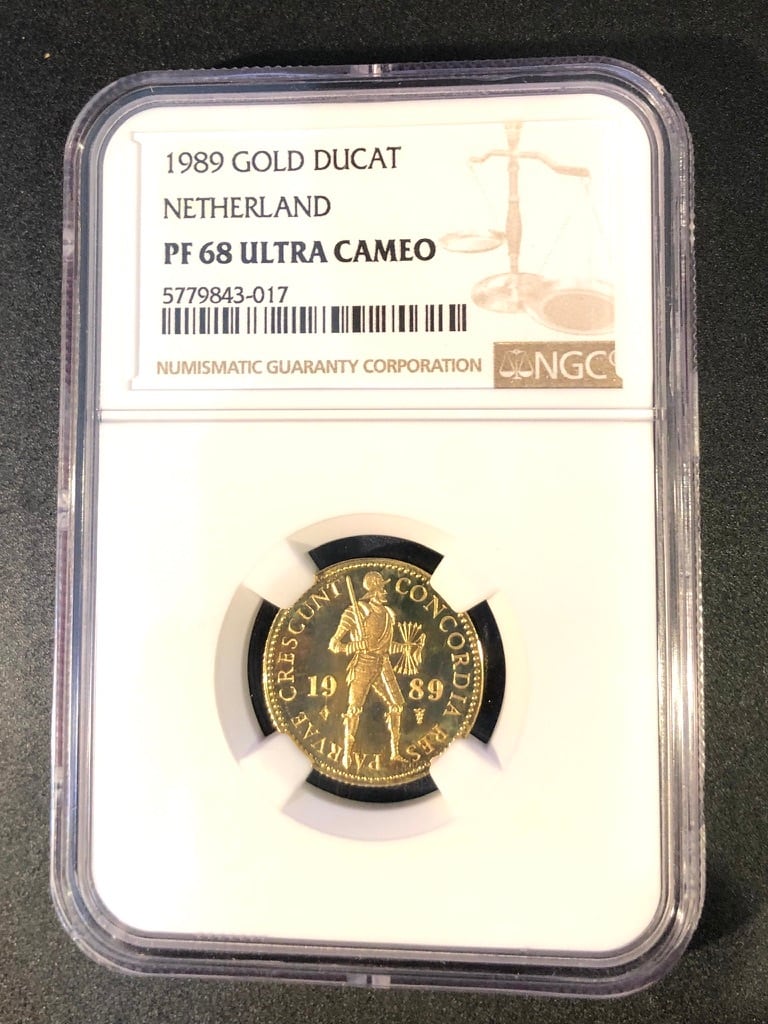 1989 GOLD DUCAT
NETHERLAND
PF 68 ULTRA CAMEO
5779843-017
NUMISMATIC GUARANTY CORPORATION
NGC
CONCORDIA RES PARVAE CRESCUNT
19 89